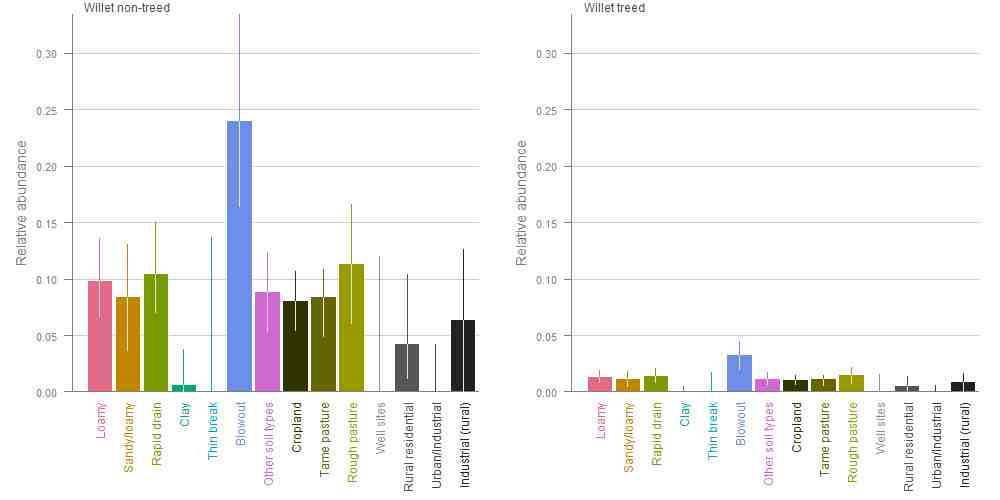 Willet non-treed
Relative abundance
0.30
0.25
0.20
0.15
0.10
0.05
0.00
Loamy
Sandy/loamy
Rapid drain
Clay
Thin break
Blowout
Other soil types
Cropland
Tame pasture
Rough pasture
Well sites
Rural residential
Urban/Industrial
Industrial (rural)
Willet treed
Relative abundance
0.30
0.25
0.20
0.15
0.10
0.05
0.00
Loamy
Sandy/loamy
Rapid drain
Clay
Thin break
Blowout
Other soil types
Cropland
Tame pasture
Rough pasture
Well sites
Rural residential
Urban/Industrial
Industrial (rural)